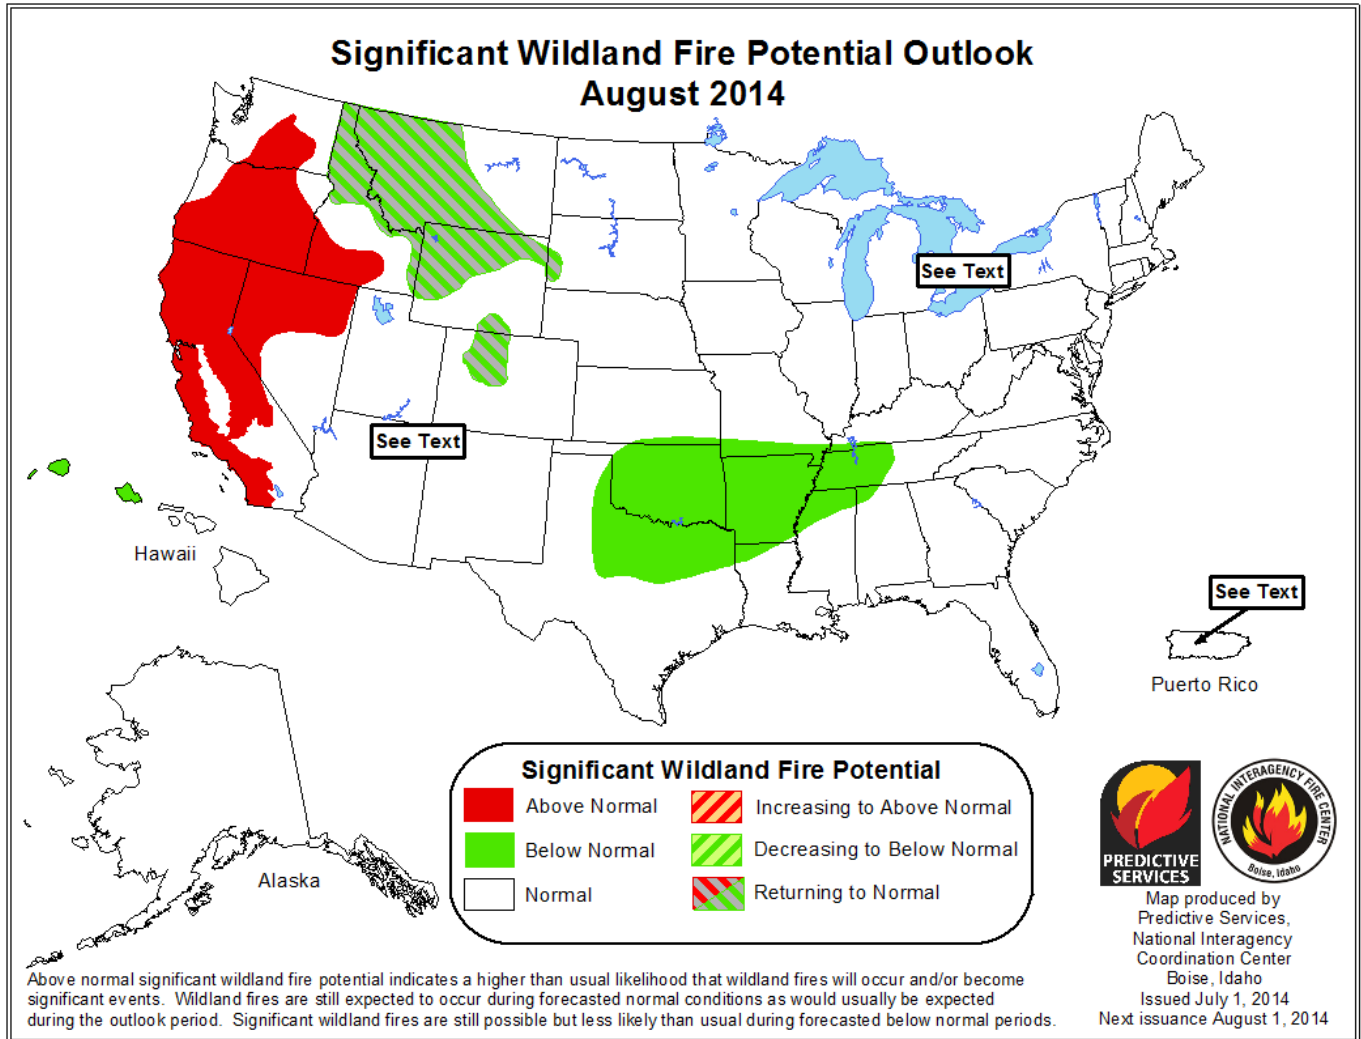 Significant Wildland Fire Potential Outlook
August 2014
See Text
See Text
Hawaii
See Text
Puerto Rico
Alaska
Significant Wildland Fire Potential
Above Normal
Increasing to Above Normal
Below Normal
Decreasing to Below Normal
Normal
Returning to Normal
PREDICTIVE
SERVICES
NATIONAL INTERAGENCY FIRE CENTER
Boise, Idaho
Map produced by
Predictive Services,
National Interagency
Coordination Center
Boise, Idaho
Issued July 1, 2014
Next issuance August 1, 2014
Above normal significant wildland fire potential indicates a higher than usual likelihood that wildland fires will occur and/or become
significant events.  Wildland fires are still expected to occur during forecasted normal conditions as would usually be expected
during the outlook period.  Significant wildland fires are still possible but less likely than usual during forecasted below normal periods.